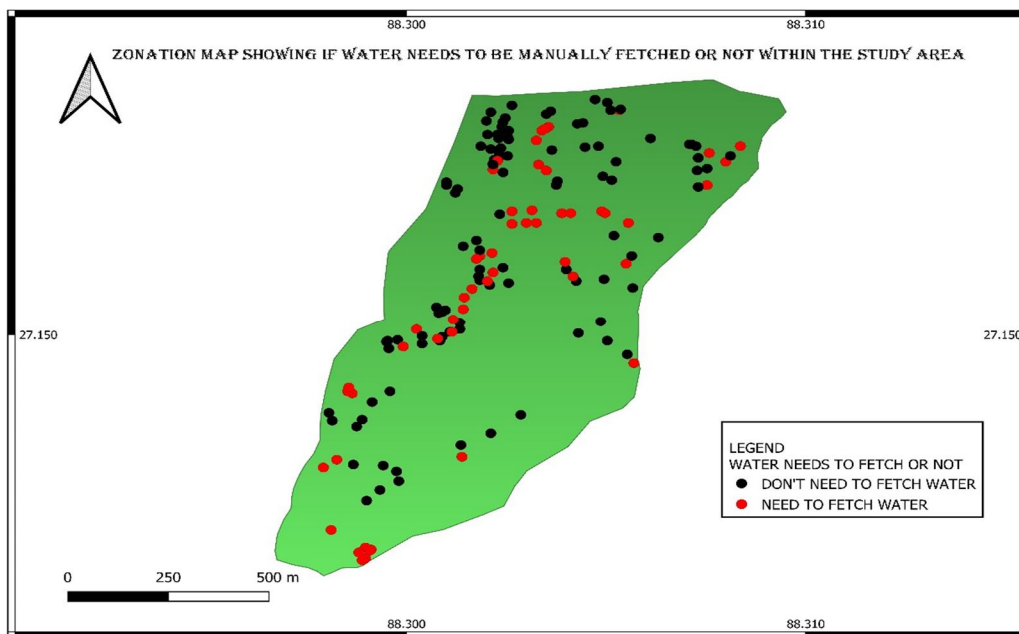 88.300 88.310
ZONATION MAP SHOWING IF WATER NEEDS TO BE MANUALLY FETCHED OR NOT WITHIN THE STUDY AREA
27.150 27.150
LEGEND
WATER NEEDS TO FETCH OR NOT
DON'T NEED TO FETCH WATER
NEED TO FETCH WATER
0 250 500 m
88.300 88.310